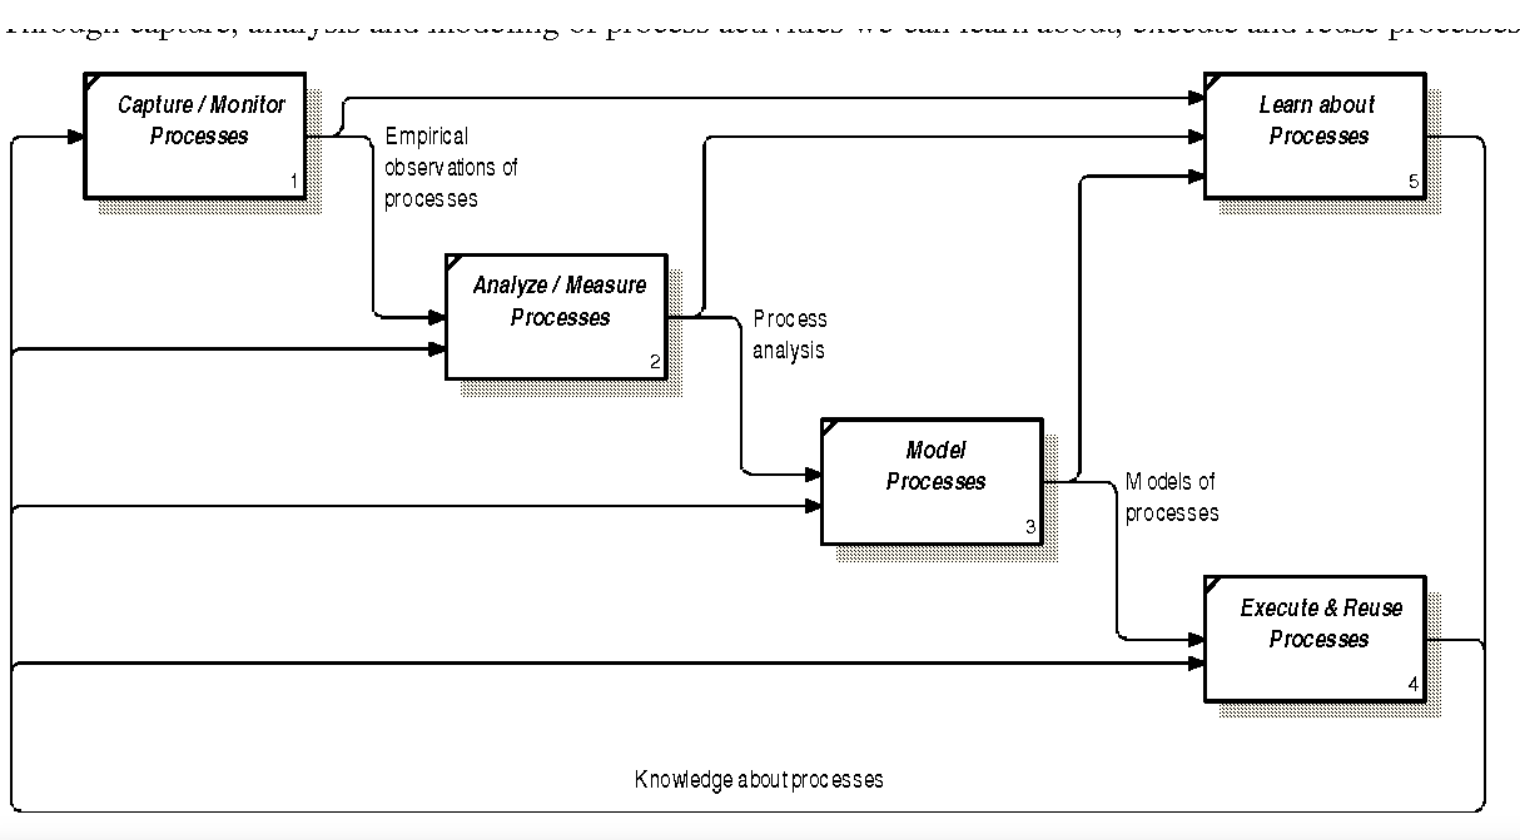 Through capture, analysis and modeling of process activities we can learn about, execute and reuse processes
Capture / Monitor
Processes
1
Empirical
observations of
processes
Learn about
Processes
5
Analyze / Measure
Processes
2
Process
analysis
Model
Processes
3
Models of
processes
Execute & Reuse
Processes
4
Knowledge about processes